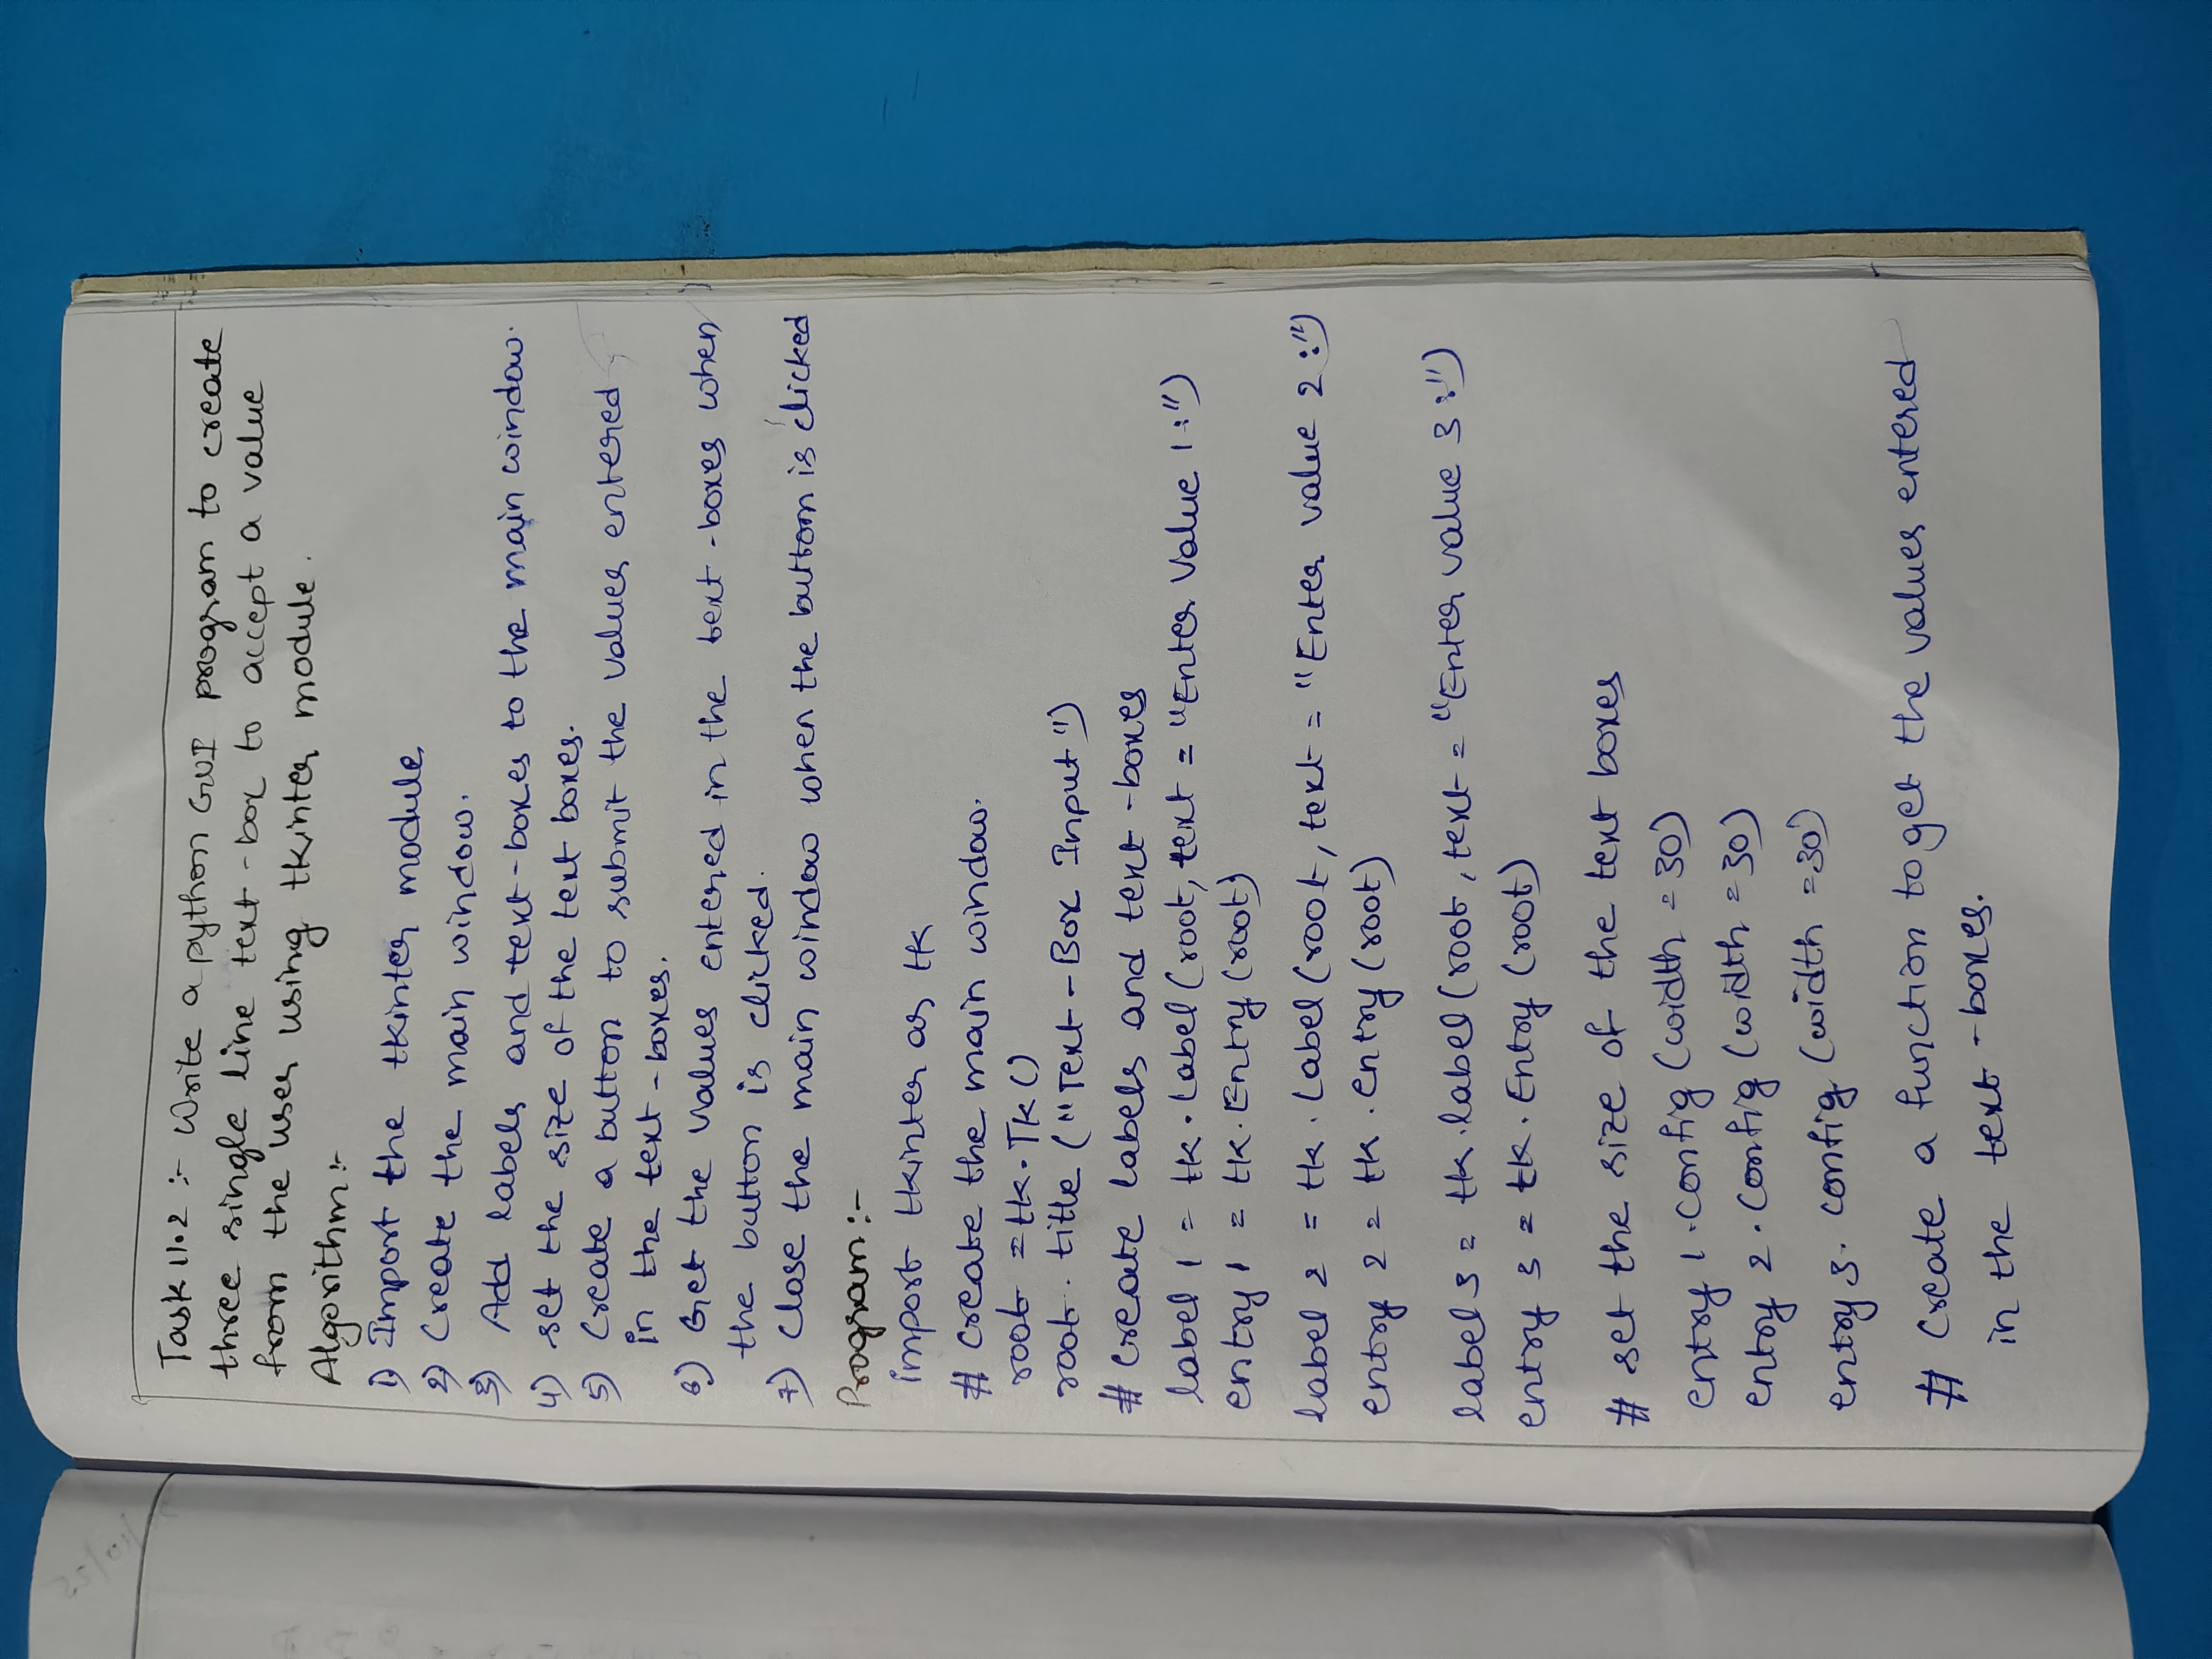 Task 11.2 :- Write a python GUI program to create
three single line text-box to accept a value
from the user using tkinter module.
Algorithm :-
1) Import the tkinter module
2) Create the main window.
3) Add labels and text-boxes to the main window.
4) set the size of the text boxes.
5) Create a button to submit the values entered
in the text-boxes.
6) Get the values entered in the text-boxes when
the button is clicked.
7) Close the main window when the buttom is clicked
Program :-
import tkinter as tk
# create the main window.
root = tk.Tk()
root.title ("Text-Box Input")
# create labels and text-boxes
label 1 = tk.Label (root, text = "Enter Value 1:")
entry 1 = tk.Entry (root)
label 2 = tk.Label (root, text = "Enter value 2:")
entry 2 = tk.Entry (root)
label 3 = tk.label (root, text = "Enter value 3:")
entry 3 = tk.Entry (root)
# set the size of the text boxes
entry 1.config (width = 30)
entry 2.config (width = 30)
entry 3.config (width = 30)
# Create a function to get the values entered
in the text-boxes.